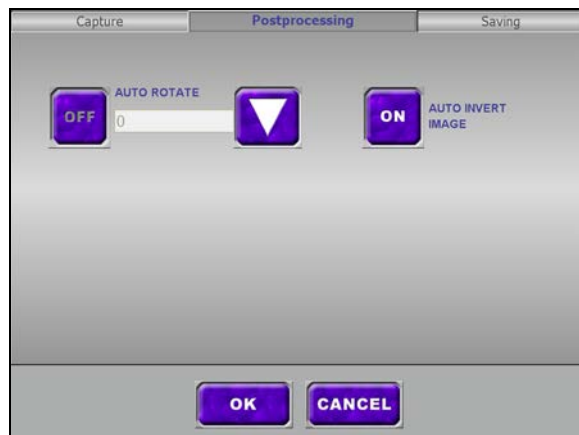 Capture Postprocessing Saving
AUTO ROTATE
OFF 0 ON AUTO INVERT
IMAGE
OK CANCEL